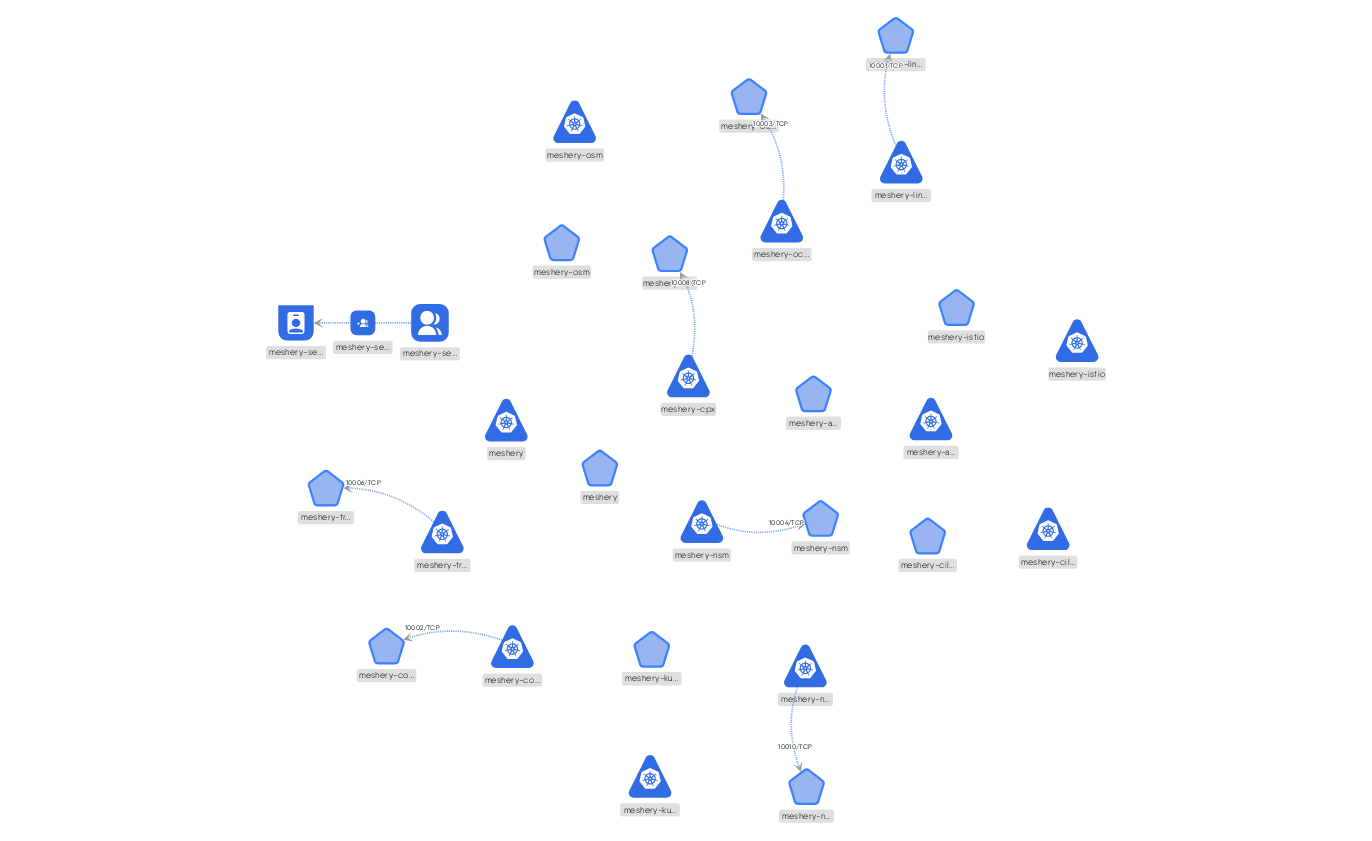 10001/TCP
-lin...
10003/TCP
meshery-osm
meshery-lin...
meshery-oc...
meshery-osm
10008/TCP
meshery-istio
meshery-se...
meshery-se...
meshery-se...
meshery-istio
meshery-cpx
meshery-a...
meshery
meshery-a...
10006/TCP
meshery
meshery-tr...
10004/TCP
meshery-nsm
meshery-nsm
meshery-tr...
meshery-cil...
meshery-cil...
10002/TCP
meshery-co...
meshery-co...
meshery-ku...
meshery-n...
10010/TCP
meshery-ku...
meshery-n...